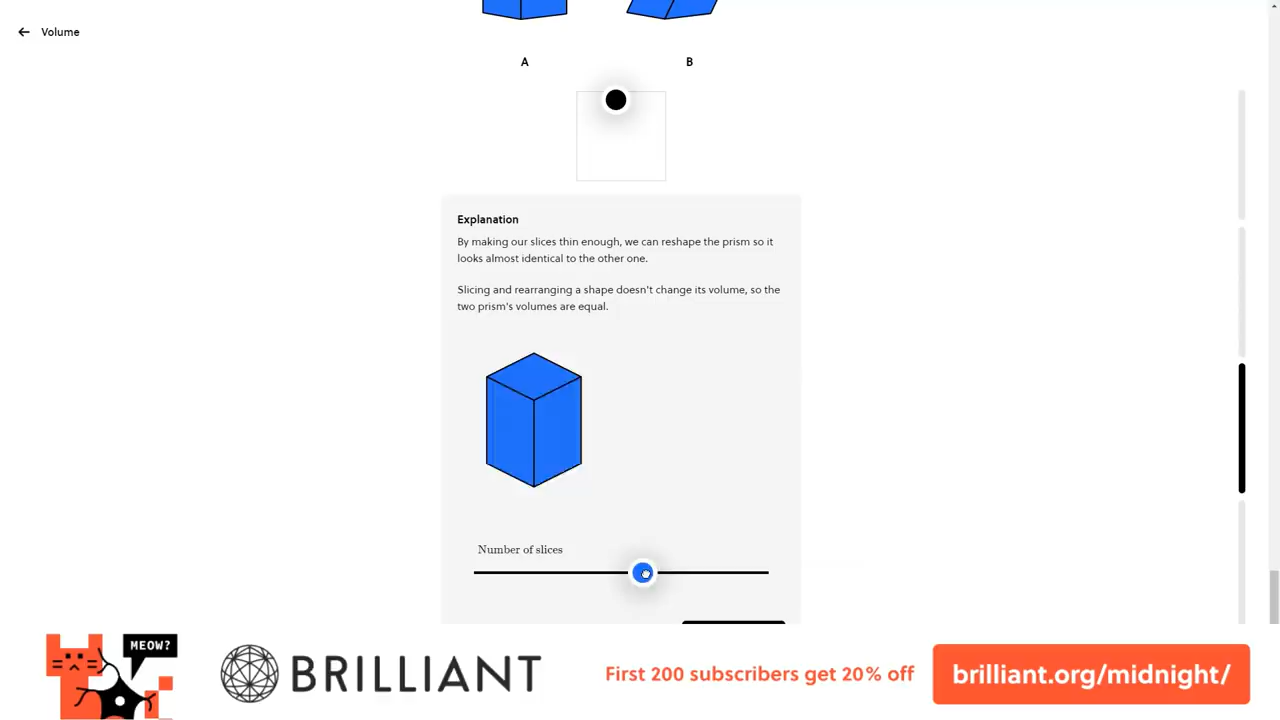 Volume
A
B
Explanation
By making our slices thin enough, we can reshape the prism so it
looks almost identical to the other one.
Slicing and rearranging a shape doesn't change its volume, so the
two prism's volumes are equal.
Number of slices
MEOW?
BRILLIANT
First 200 subscribers get 20% off
brilliant.org/midnight/